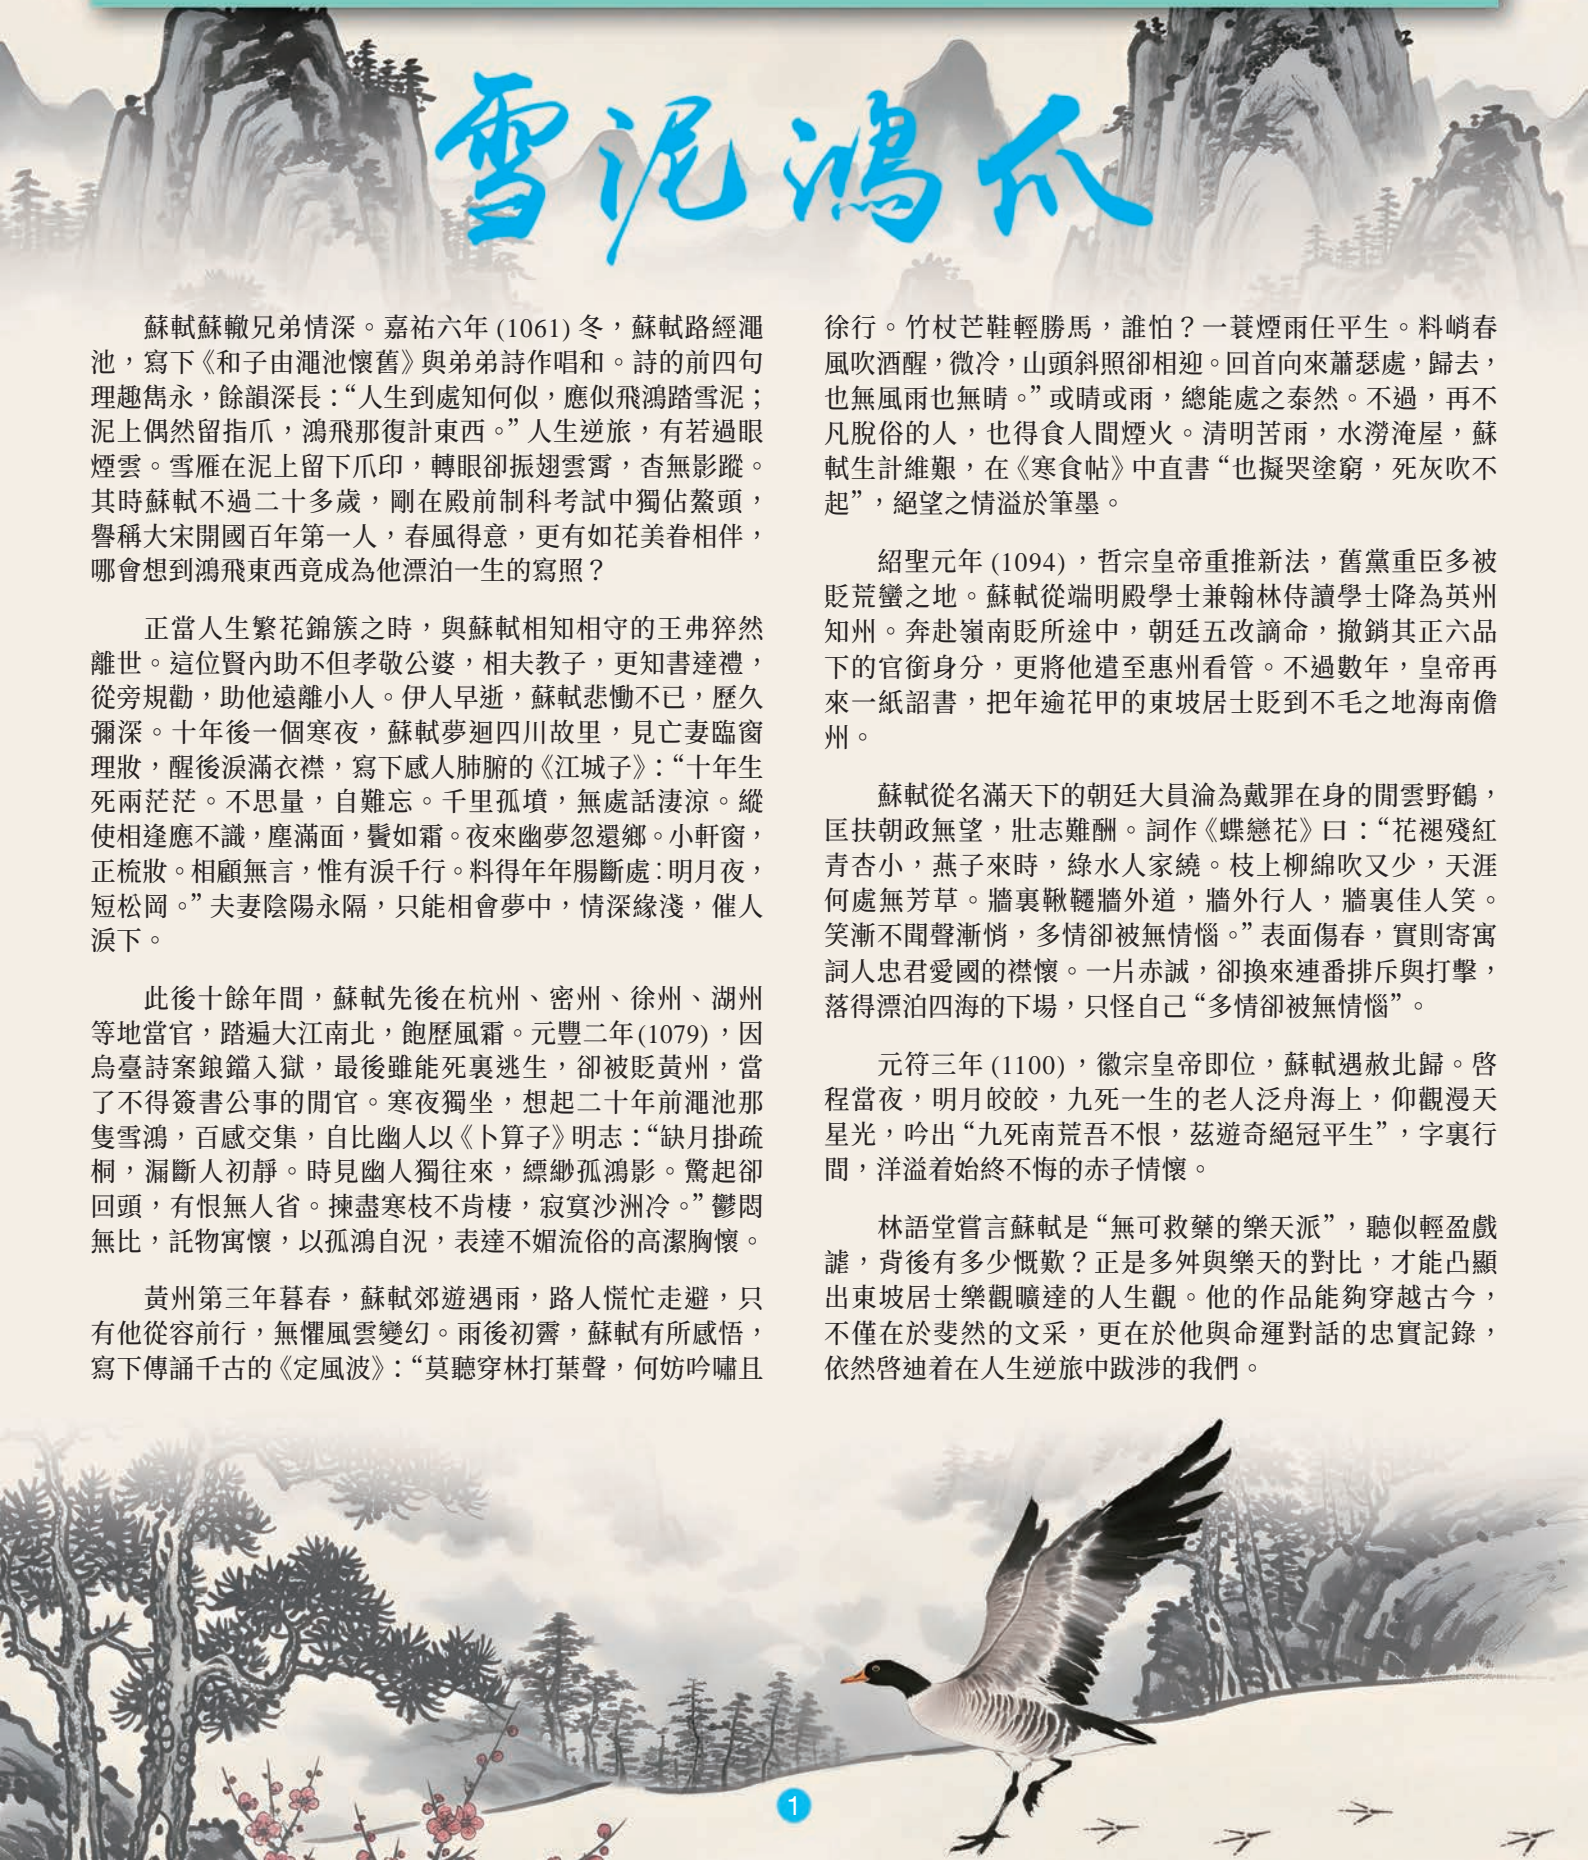 雪泥鴻爪
蘇軾蘇轍兄弟情深。嘉祐六年 (1061) 冬，蘇軾路經澠
池，寫下《和子由澠池懷舊》與弟弟詩作唱和。詩的前四句
理趣雋永，餘韻深長：“人生到處知何似，應似飛鴻踏雪泥；
泥上偶然留指爪，鴻飛那復計東西。”人生逆旅，有若過眼
煙雲。雪雁在泥上留下爪印，轉眼卻振翅雲霄，杳無影蹤。
其時蘇軾不過二十多歲，剛在殿前制科考試中獨佔鰲頭，
譽稱大宋開國百年第一人，春風得意，更有如花美眷相伴，
哪會想到鴻飛東西竟成為他漂泊一生的寫照？
正當人生繁花錦簇之時，與蘇軾相知相守的王弗猝然
離世。這位賢內助不但孝敬公婆，相夫教子，更知書達禮，
從旁規勸，助他遠離小人。伊人早逝，蘇軾悲慟不已，歷久
彌深。十年後一個寒夜，蘇軾夢迴四川故里，見亡妻臨窗
理妝，醒後淚滿衣襟，寫下感人肺腑的《江城子》：“十年生
死兩茫茫。不思量，自難忘。千里孤墳，無處話淒涼。縱
使相逢應不識，塵滿面，鬢如霜。夜來幽夢忽還鄉。小軒窗，
正梳妝。相顧無言，惟有淚千行。料得年年腸斷處：明月夜，
短松岡。”夫妻陰陽永隔，只能相會夢中，情深緣淺，催人
淚下。
此後十餘年間，蘇軾先後在杭州、密州、徐州、湖州
等地當官，踏遍大江南北，飽歷風霜。元豐二年(1079)，因
烏臺詩案鋃鐺入獄，最後雖能死裏逃生，卻被貶黃州，當
了不得簽書公事的閒官。寒夜獨坐，想起二十年前澠池那
隻雪鴻，百感交集，自比幽人以《卜算子》明志：“缺月掛疏
桐，漏斷人初靜。時見幽人獨往來，縹緲孤鴻影。驚起卻
回頭，有恨無人省。揀盡寒枝不肯棲，寂寞沙洲冷。”鬱悶
無比，託物寓懷，以孤鴻自況，表達不媚流俗的高潔胸懷。
黃州第三年暮春，蘇軾郊遊遇雨，路人慌忙走避，只
有他從容前行，無懼風雲變幻。雨後初霽，蘇軾有所感悟，
寫下傳誦千古的《定風波》：“莫聽穿林打葉聲，何妨吟嘯且
徐行。竹杖芒鞋輕勝馬，誰怕？一蓑煙雨任平生。料峭春
風吹酒醒，微冷，山頭斜照卻相迎。回首向來蕭瑟處，歸去，
也無風雨也無晴。”或晴或雨，總能處之泰然。不過，再不
凡脫俗的人，也得食人間煙火。清明苦雨，水澇淹屋，蘇
軾生計維艱，在《寒食帖》中直書“也擬哭塗窮，死灰吹不
起”，絕望之情溢於筆墨。
紹聖元年 (1094)，哲宗皇帝重推新法，舊黨重臣多被
貶荒蠻之地。蘇軾從端明殿學士兼翰林侍讀學士降為英州
知州。奔赴嶺南貶所途中，朝廷五改謫命，撤銷其正六品
下的官銜身分，更將他遣至惠州看管。不過數年，皇帝再
來一紙詔書，把年逾花甲的東坡居士貶到不毛之地海南儋
州。
蘇軾從名滿天下的朝廷大員淪為戴罪在身的閒雲野鶴，
匡扶朝政無望，壯志難酬。詞作《蝶戀花》曰：“花褪殘紅
青杏小，燕子來時，綠水人家繞。枝上柳綿吹又少，天涯
何處無芳草。牆裏鞦韆牆外道，牆外行人，牆裏佳人笑。
笑漸不聞聲漸悄，多情卻被無情惱。”表面傷春，實則寄寓
詞人忠君愛國的襟懷。一片赤誠，卻換來連番排斥與打擊，
落得漂泊四海的下場，只怪自己“多情卻被無情惱”。
元符三年 (1100)，徽宗皇帝即位，蘇軾遇赦北歸。啓
程當夜，明月皎皎，九死一生的老人泛舟海上，仰觀漫天
星光，吟出“九死南荒吾不恨，茲遊奇絕冠平生”，字裏行
間，洋溢着始終不悔的赤子情懷。
林語堂嘗言蘇軾是“無可救藥的樂天派”，聽似輕盈戲
謔，背後有多少慨歎？正是多舛與樂天的對比，才能凸顯
出東坡居士樂觀曠達的人生觀。他的作品能夠穿越古今，
不僅在於斐然的文采，更在於他與命運對話的忠實記錄，
依然啓迪着在人生逆旅中跋涉的我們。
1